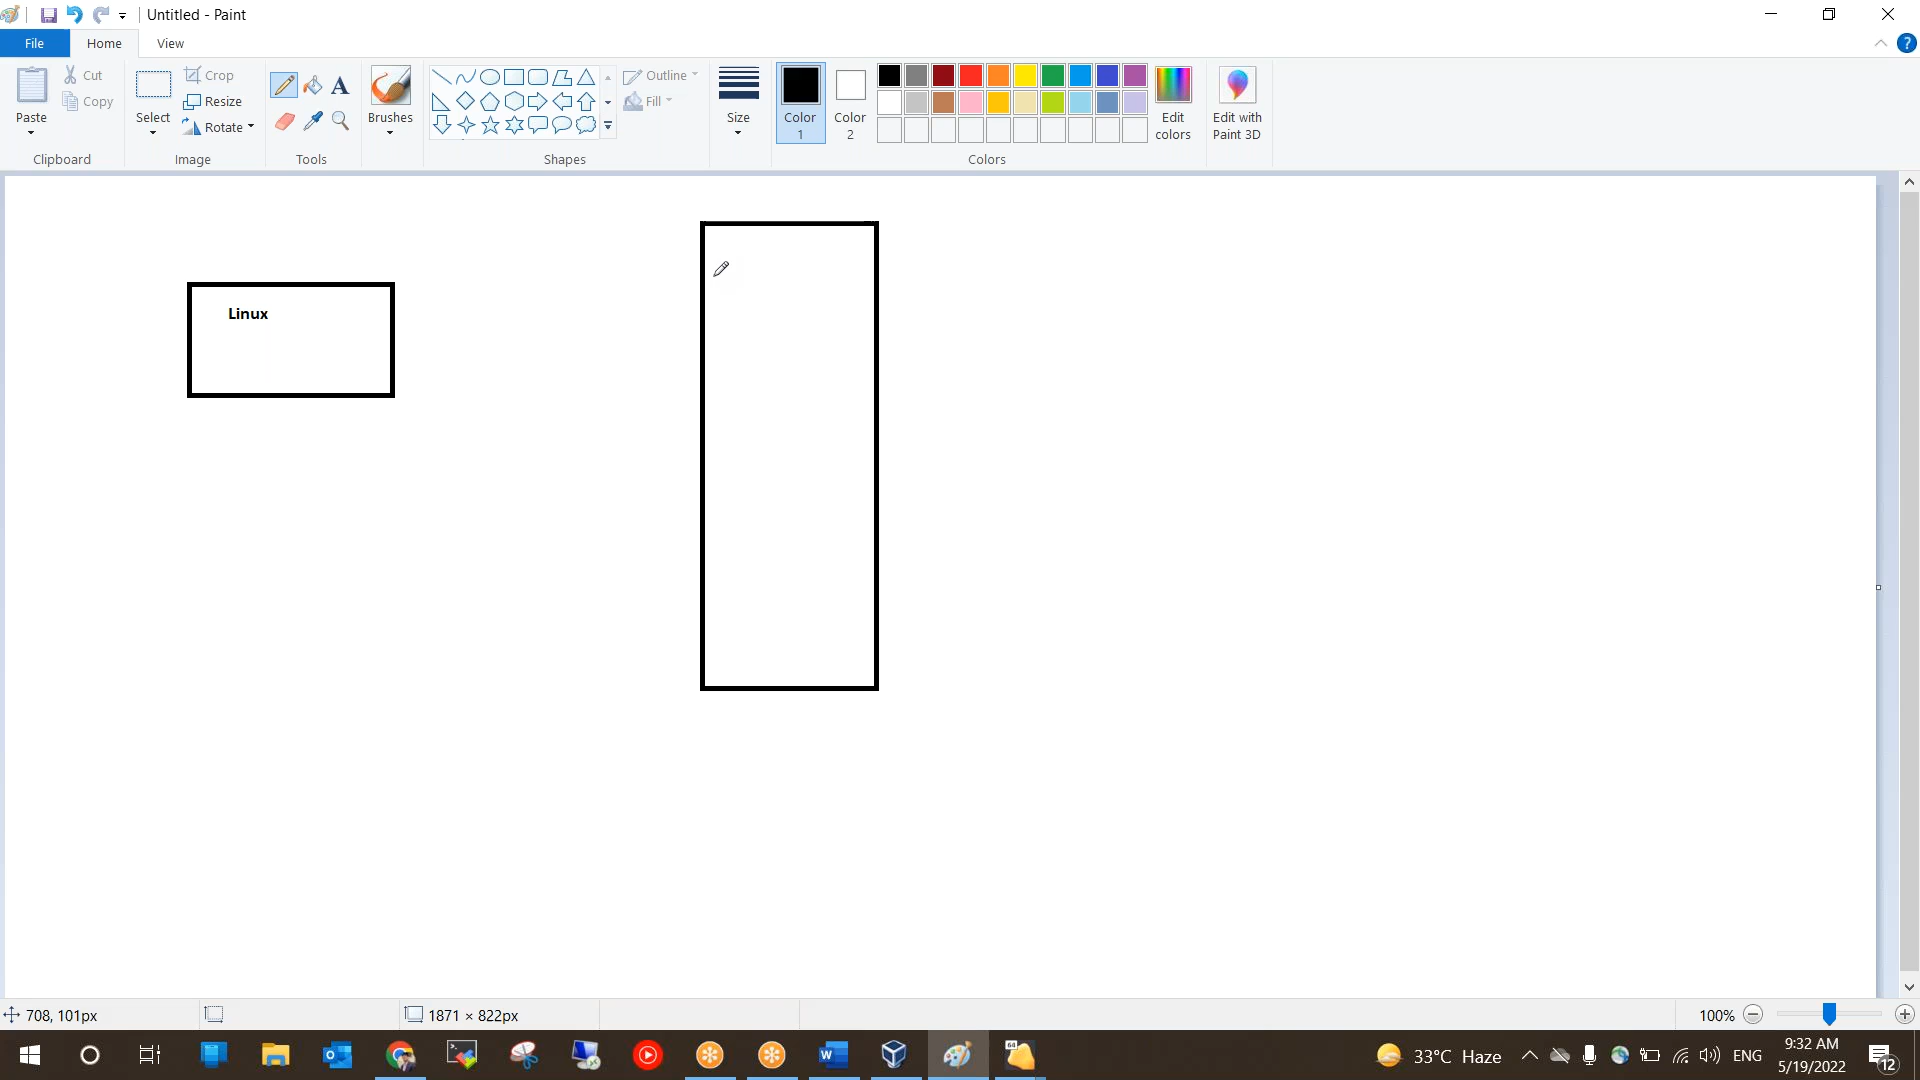 Untitled - Paint
File
Home
View
Paste
Cut
Copy
Clipboard
Select
Crop
Resize
Rotate
Image
Tools
Brushes
Shapes
Outline
Fill
Size
Color 1
Color 2
Edit colors
Colors
Edit with Paint 3D
Linux
708, 101px
1871 × 822px
100%
33°C Haze
ENG
9:32 AM
5/19/2022
12
64